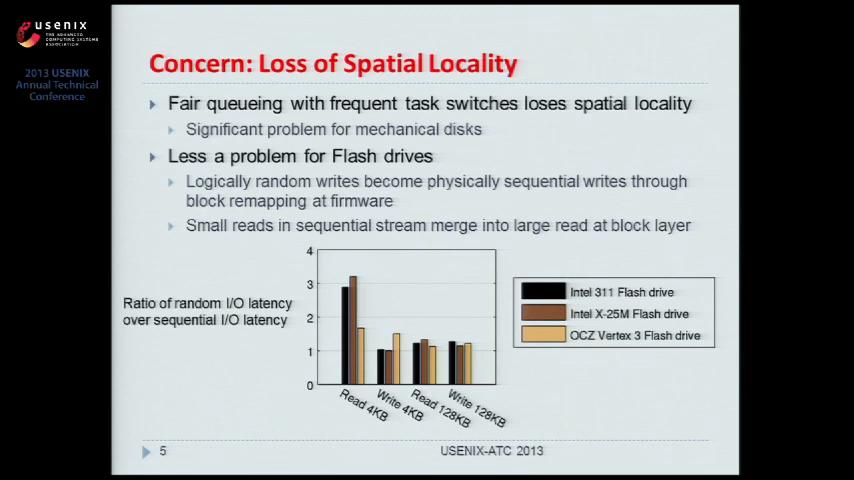 usenix
THE ADVANCED
COMPUTING SYSTEMS
ASSOCIATION
2013 USENIX
Annual Technical
Conference
Concern: Loss of Spatial Locality
Fair queueing with frequent task switches loses spatial locality
Significant problem for mechanical disks
Less a problem for Flash drives
Logically random writes become physically sequential writes through
block remapping at firmware
Small reads in sequential stream merge into large read at block layer
Ratio of random I/O latency
over sequential I/O latency
4
3
2
1
0
Read 4KB
Write 4KB
Read 128KB
Write 128KB
Intel 311 Flash drive
Intel X-25M Flash drive
OCZ Vertex 3 Flash drive
5
USENIX-ATC 2013